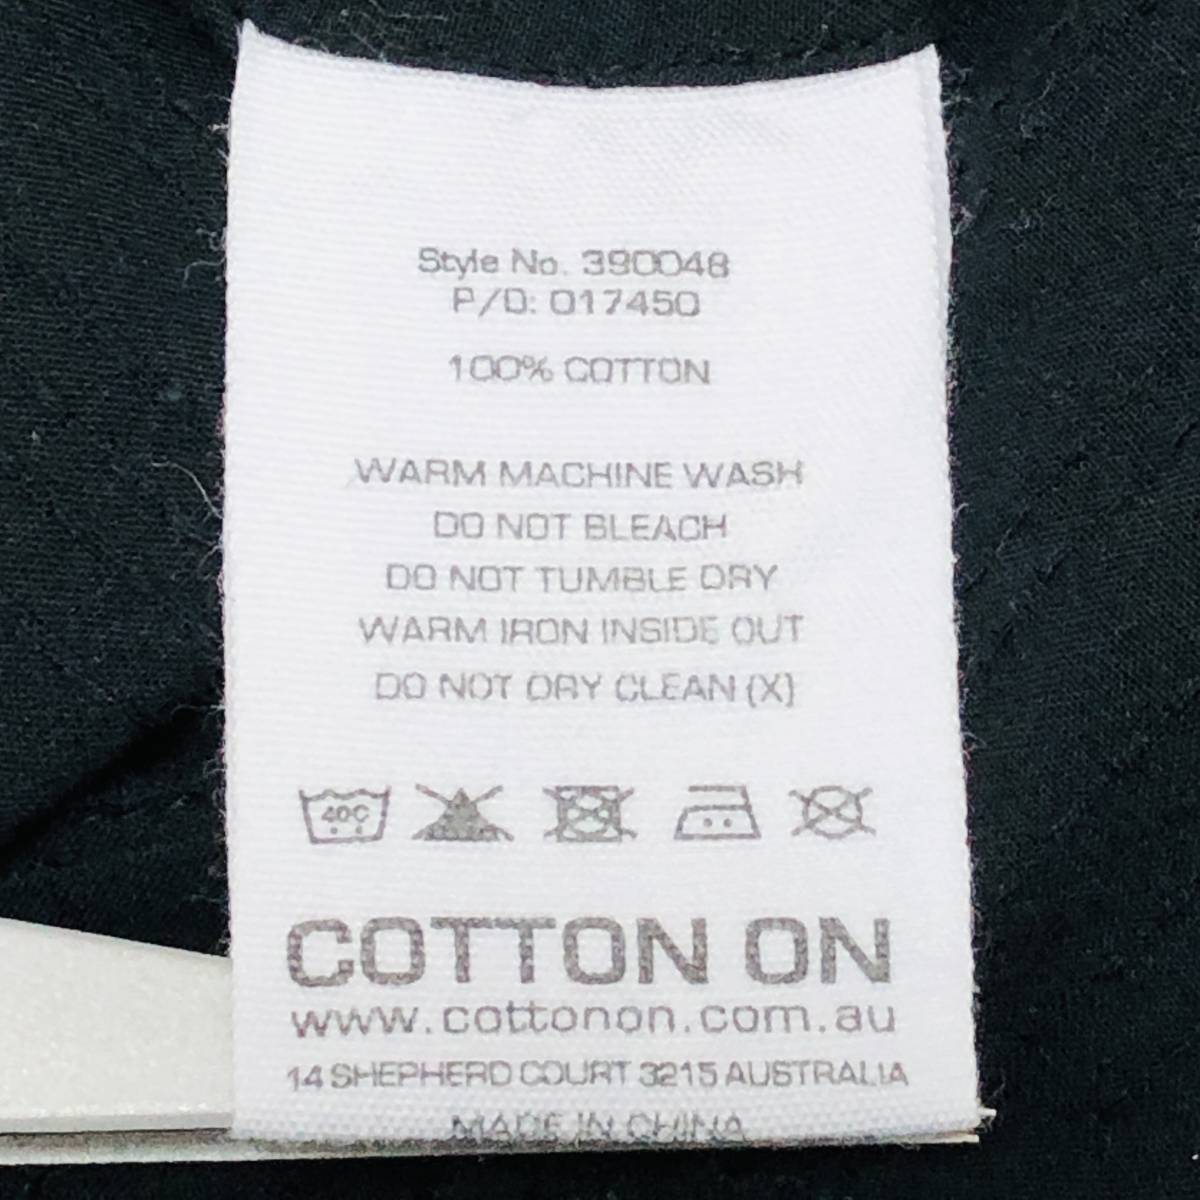 Style No. 390048
P/O: 017450
100% COTTON
WARM MACHINE WASH
DO NOT BLEACH
DO NOT TUMBLE DRY
WARM IRON INSIDE OUT
DO NOT DRY CLEAN (X)
40C
COTTON ON
www.cottonon.com.au
14 SHEPHERD COURT 3215 AUSTRALIA
MADE IN CHINA